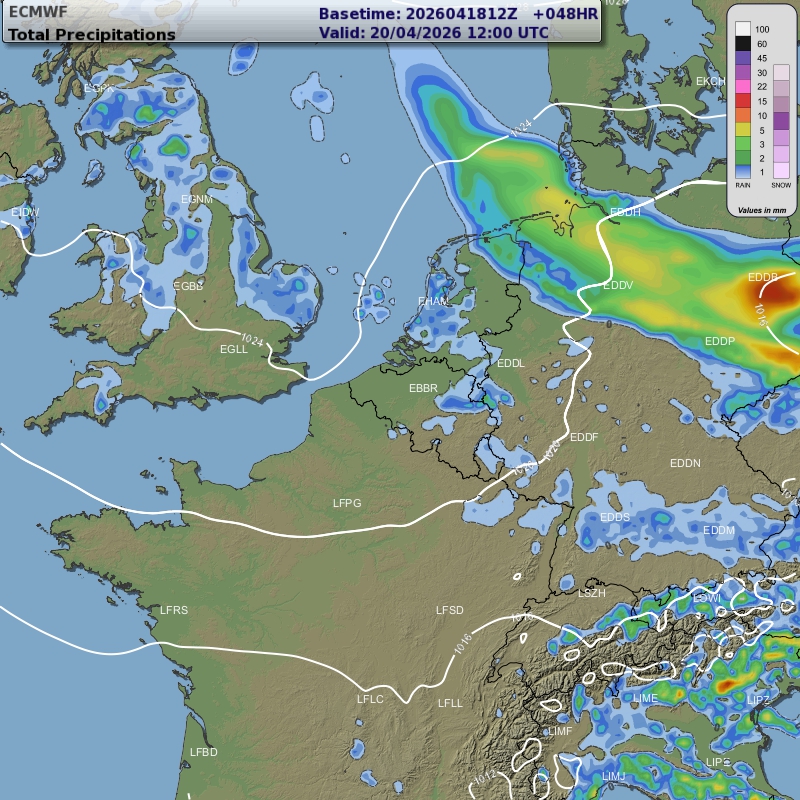 ECMWF
Basetime: 2026041812Z +048HR
Total Precipitations
Valid: 20/04/2026 12:00 UTC
100
60
45
30
22
15
10
5
3
2
1
RAIN SNOW
Values in mm
EGPK
EKCH
1024
EIDW
EGNM
EDDH
EGBB
EHAM
EDDV
EDDB
1016
1024
EGLL
EDDL
EDDP
EBBR
EDDF
1020
1020
EDDN
LFPG
EDDS
EDDM
LSZH
LOWI
LFRS
LFSD
1016
1016
LFLC
LFLL
LIME
LIPZ
LIMF
LFBD
LIPE
LIMJ
1012